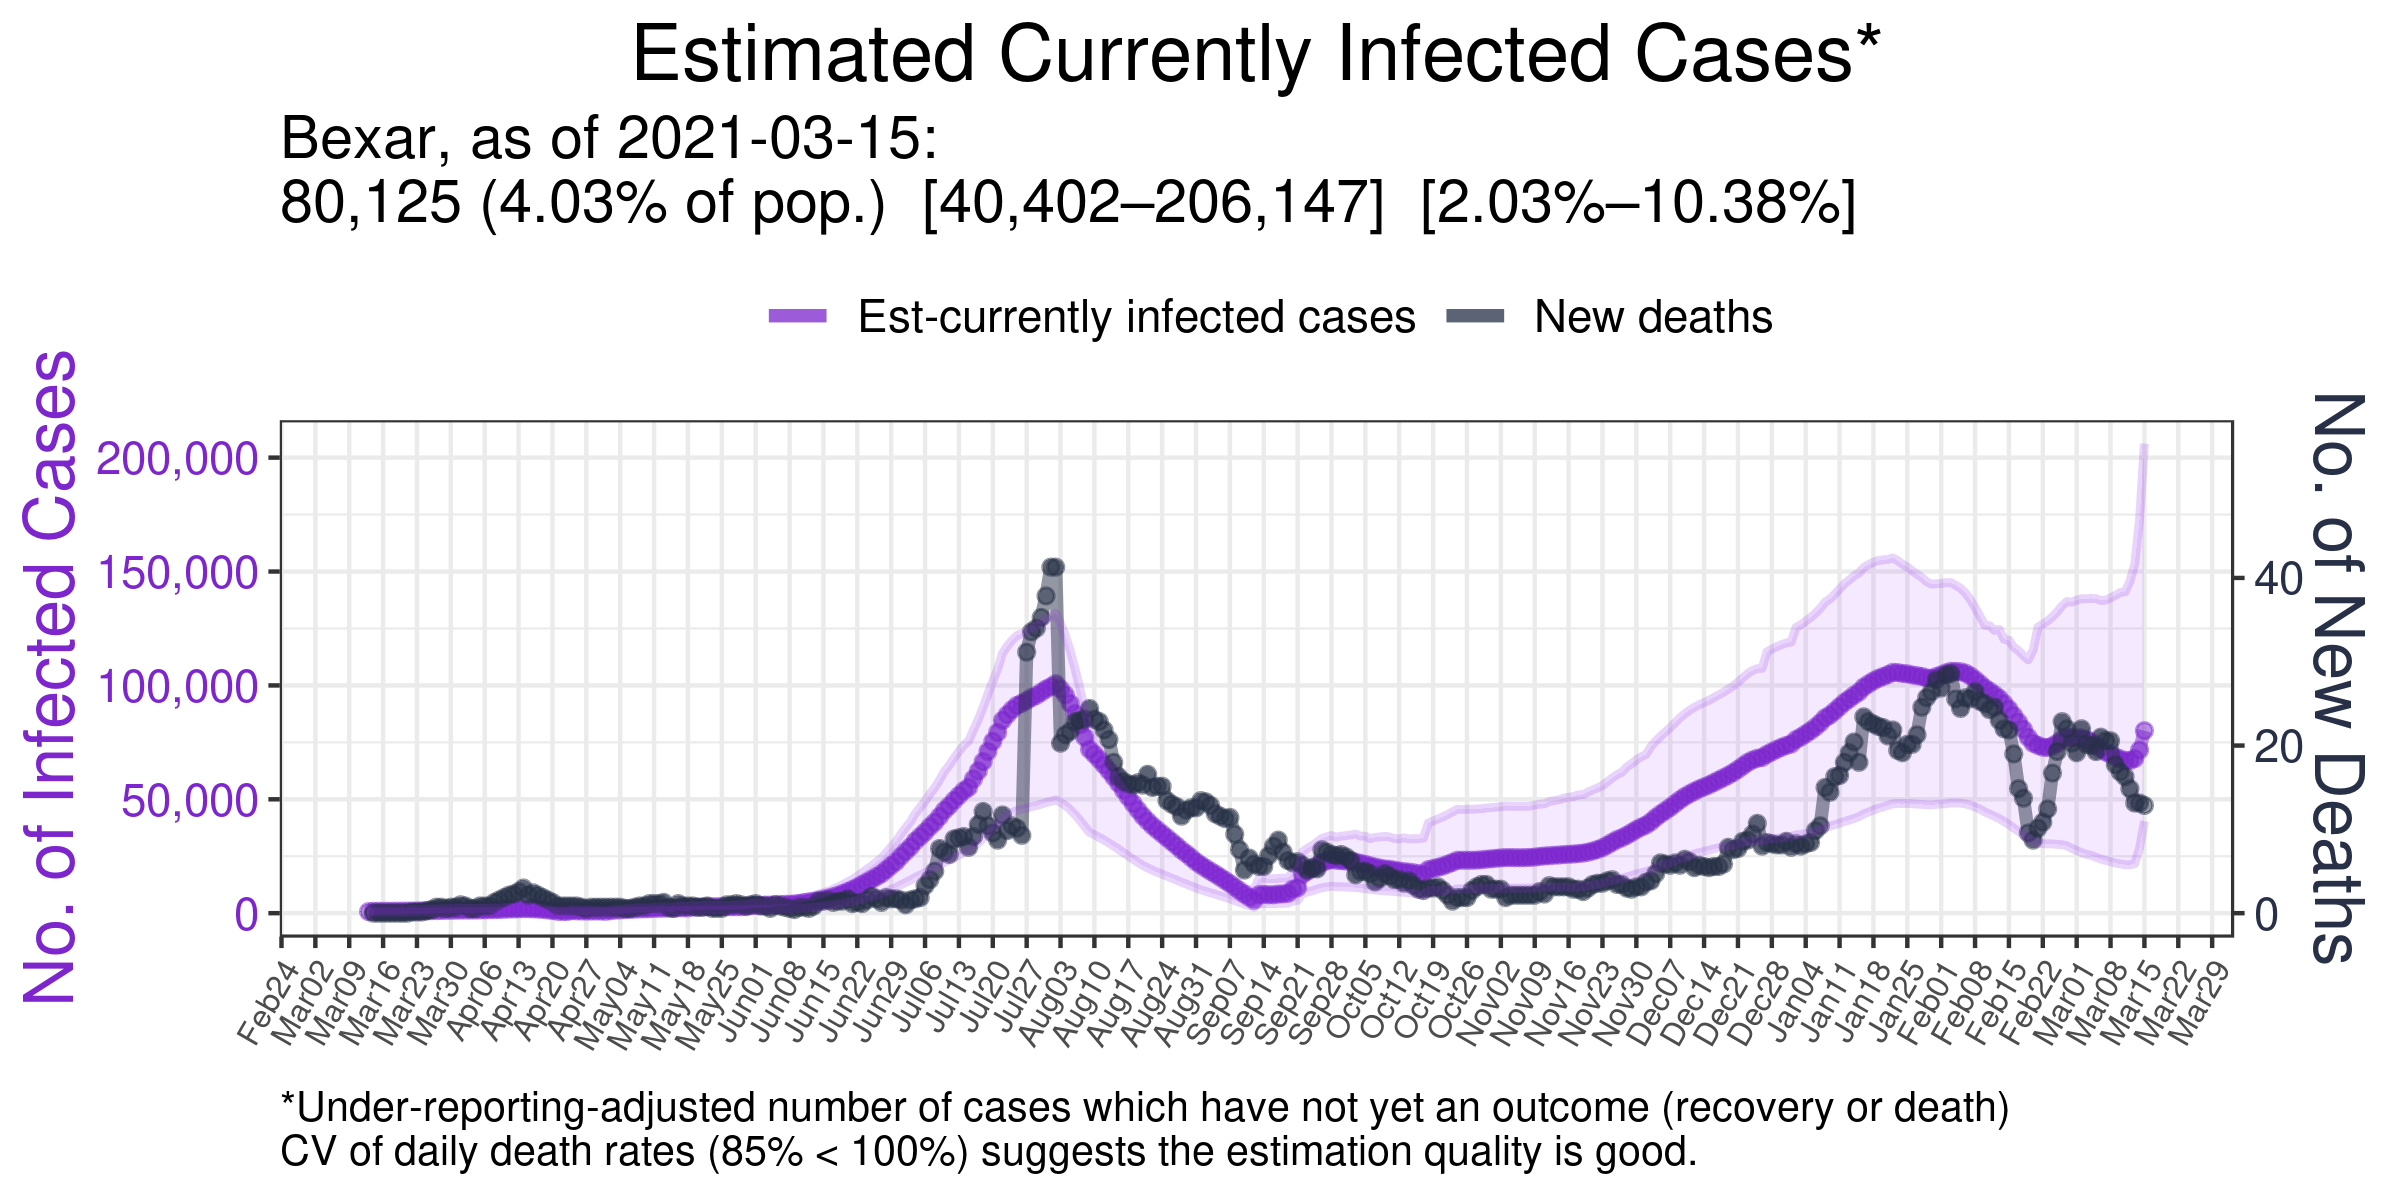 Estimated Currently Infected Cases*
Bexar, as of 2021-03-15:
80,125 (4.03% of pop.) [40,402–206,147] [2.03%–10.38%]
Est-currently infected cases
New deaths
No. of Infected Cases
200,000
150,000
100,000
50,000
0
No. of New Deaths
40
20
0
Feb24
Mar02
Mar09
Mar16
Mar23
Mar30
Apr06
Apr13
Apr20
Apr27
May04
May11
May18
May25
Jun01
Jun08
Jun15
Jun22
Jun29
Jul06
Jul13
Jul20
Jul27
Aug03
Aug10
Aug17
Aug24
Aug31
Sep07
Sep14
Sep21
Sep28
Oct05
Oct12
Oct19
Oct26
Nov02
Nov09
Nov16
Nov23
Nov30
Dec07
Dec14
Dec21
Dec28
Jan04
Jan11
Jan18
Jan25
Feb01
Feb08
Feb15
Feb22
Mar01
Mar08
Mar15
Mar22
Mar29
*Under-reporting-adjusted number of cases which have not yet an outcome (recovery or death)
CV of daily death rates (85% < 100%) suggests the estimation quality is good.